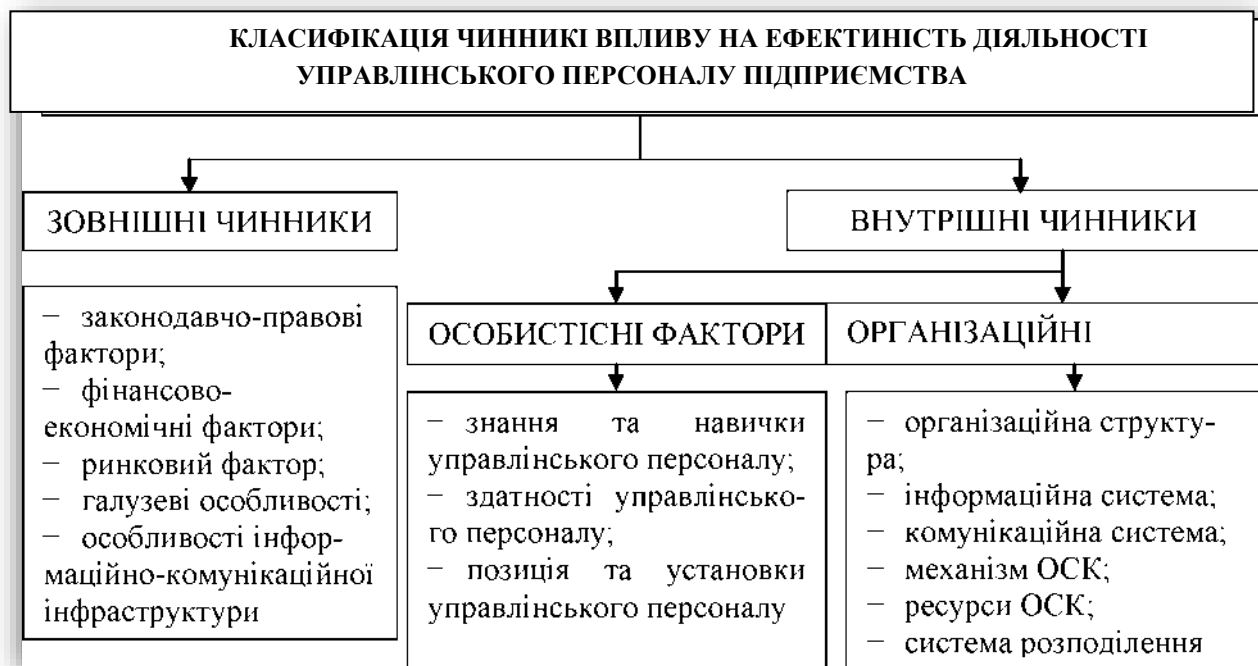 КЛАСИФІКАЦІЯ ЧИННИКІ ВПЛИВУ НА ЕФЕКТИНІСТЬ ДІЯЛЬНОСТІ
УПРАВЛІНСЬКОГО ПЕРСОНАЛУ ПІДПРИЄМСТВА
ЗОВНІШНІ ЧИННИКИ
ВНУТРІШНІ ЧИННИКИ
− законодавчо-правові
фактори;
− фінансово-
економічні фактори;
− ринковий фактор;
− галузеві особливості;
− особливості інфор-
маційно-комунікаційної
інфраструктури
ОСОБИСТІСНІ ФАКТОРИ
− знання та навички
управлінського персоналу;
− здатності управлінсько-
го персоналу;
− позиція та установки
управлінського персоналу
ОРГАНІЗАЦІЙНІ
− організаційна структу-
ра;
− інформаційна система;
− комунікаційна система;
− механізм ОСК;
− ресурси ОСК;
− система розподілення